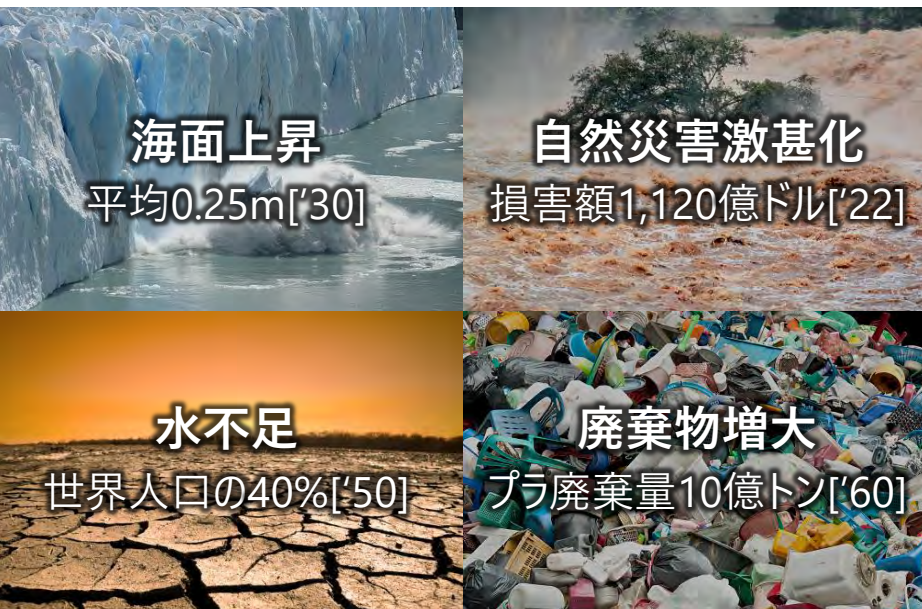 海面上昇
平均0.25m['30]
自然災害激甚化
損害額1,120億ドル['22]
水不足
世界人口の40%['50]
廃棄物増大
プラ廃棄量10億トン['60]